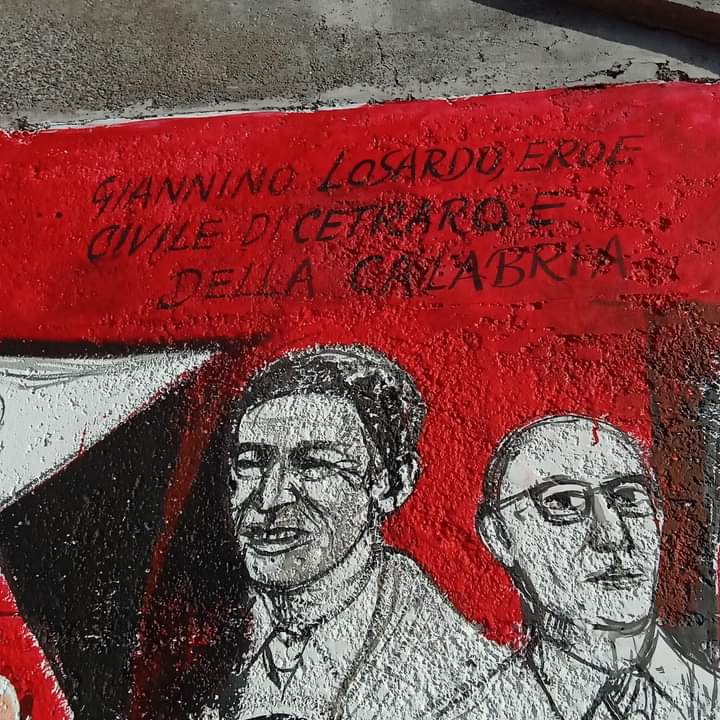 GIANNINO LOSARDO, EROE
CIVILE DI CETRARO E
DELLA CALABRIA